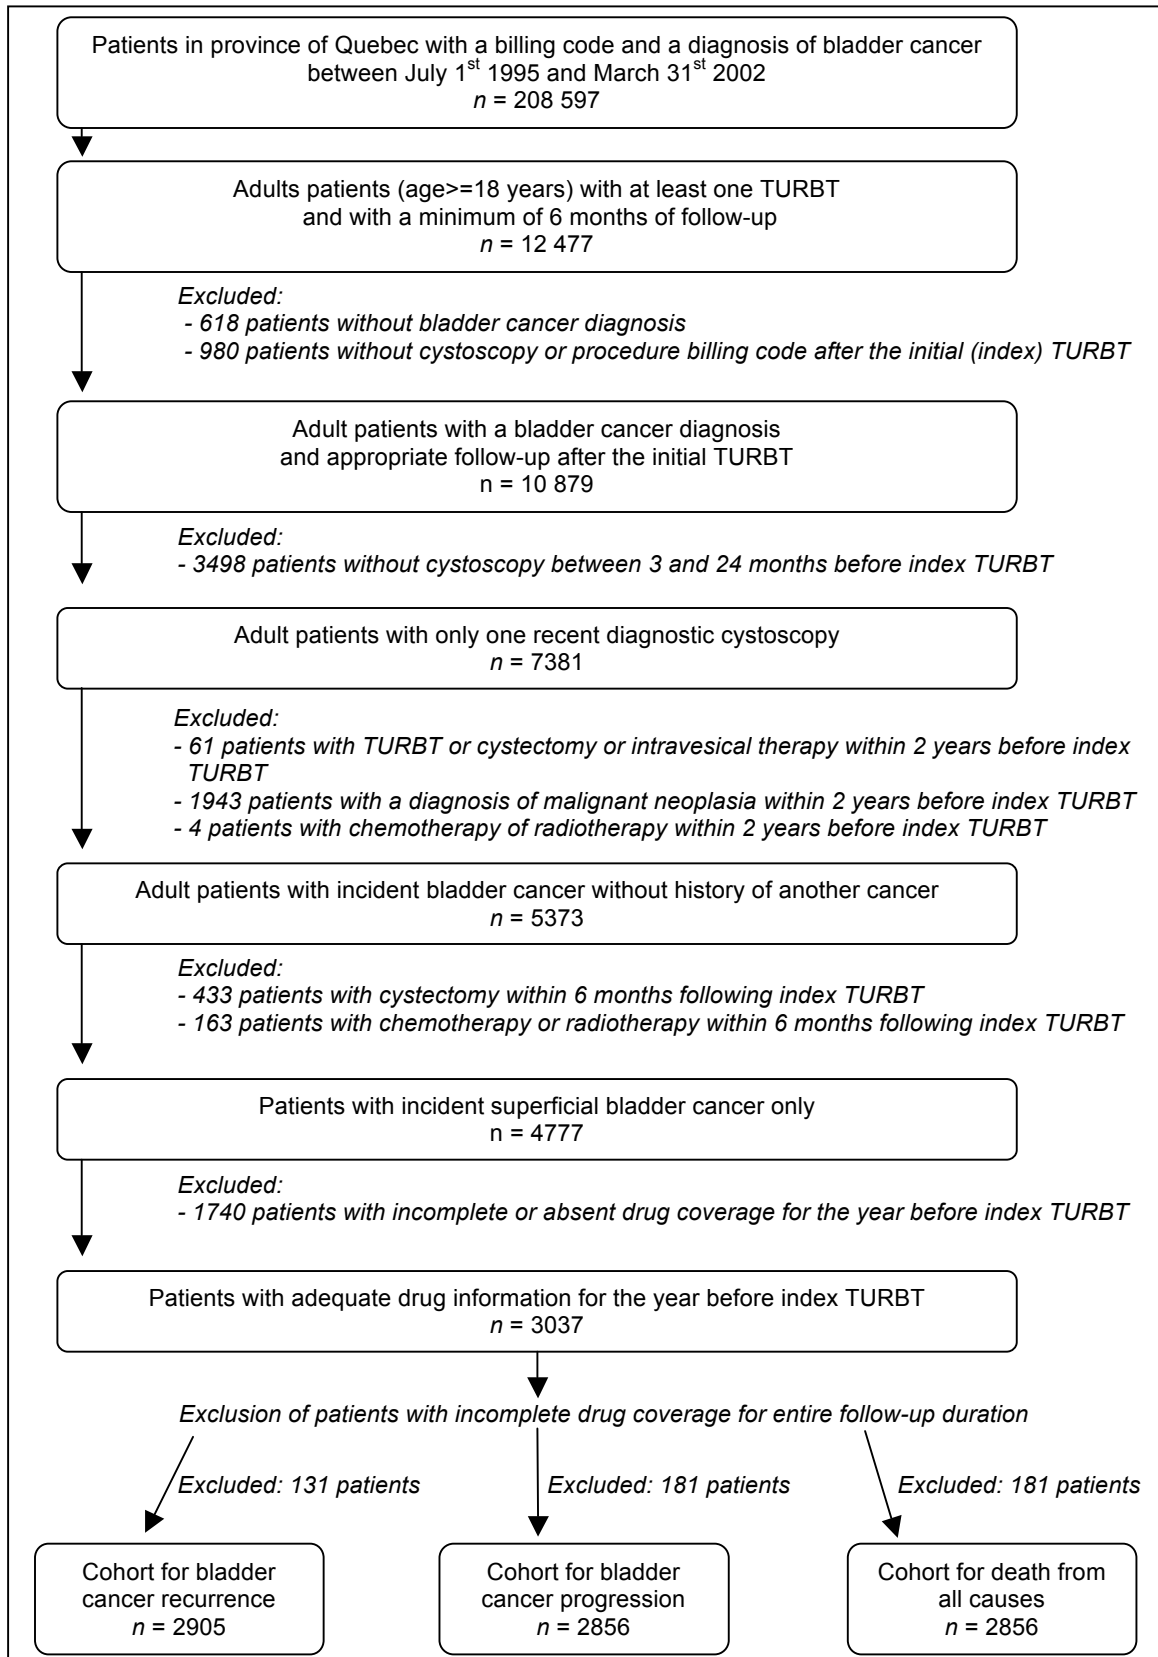 Patients in province of Quebec with a billing code and a diagnosis of bladder cancer
between July 1st 1995 and March 31st 2002
n = 208 597
Adults patients (age>=18 years) with at least one TURBT
and with a minimum of 6 months of follow-up
n = 12 477
Excluded:
- 618 patients without bladder cancer diagnosis
- 980 patients without cystoscopy or procedure billing code after the initial (index) TURBT
Adult patients with a bladder cancer diagnosis
and appropriate follow-up after the initial TURBT
n = 10 879
Excluded:
- 3498 patients without cystoscopy between 3 and 24 months before index TURBT
Adult patients with only one recent diagnostic cystoscopy
n = 7381
Excluded:
- 61 patients with TURBT or cystectomy or intravesical therapy within 2 years before index
TURBT
- 1943 patients with a diagnosis of malignant neoplasia within 2 years before index TURBT
- 4 patients with chemotherapy of radiotherapy within 2 years before index TURBT
Adult patients with incident bladder cancer without history of another cancer
n = 5373
Excluded:
- 433 patients with cystectomy within 6 months following index TURBT
- 163 patients with chemotherapy or radiotherapy within 6 months following index TURBT
Patients with incident superficial bladder cancer only
n = 4777
Excluded:
- 1740 patients with incomplete or absent drug coverage for the year before index TURBT
Patients with adequate drug information for the year before index TURBT
n = 3037
Exclusion of patients with incomplete drug coverage for entire follow-up duration
Excluded: 131 patients
Excluded: 181 patients
Excluded: 181 patients
Cohort for bladder
cancer recurrence
n = 2905
Cohort for bladder
cancer progression
n = 2856
Cohort for death from
all causes
n = 2856